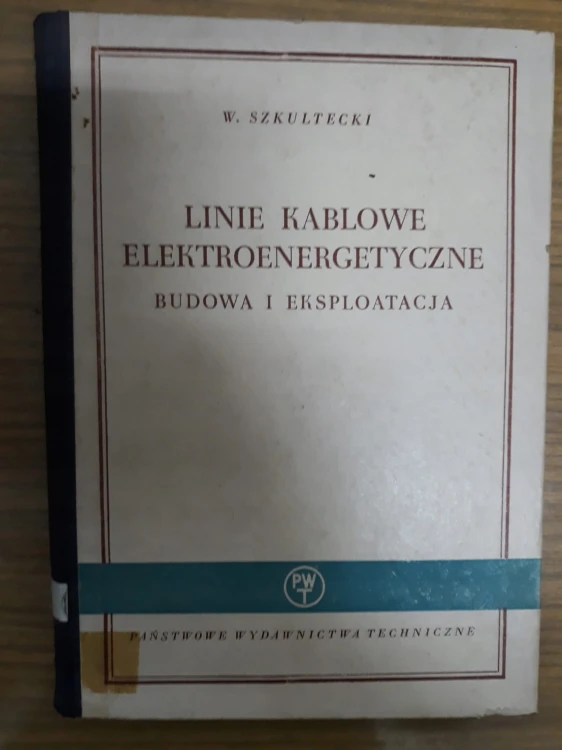 W. SZKULTECKI
LINIE KABLOWE
ELEKTROENERGETYCZNE
BUDOWA I EKSPLOATACJA
PWT
PAŃSTWOWE WYDAWNICTWA TECHNICZNE